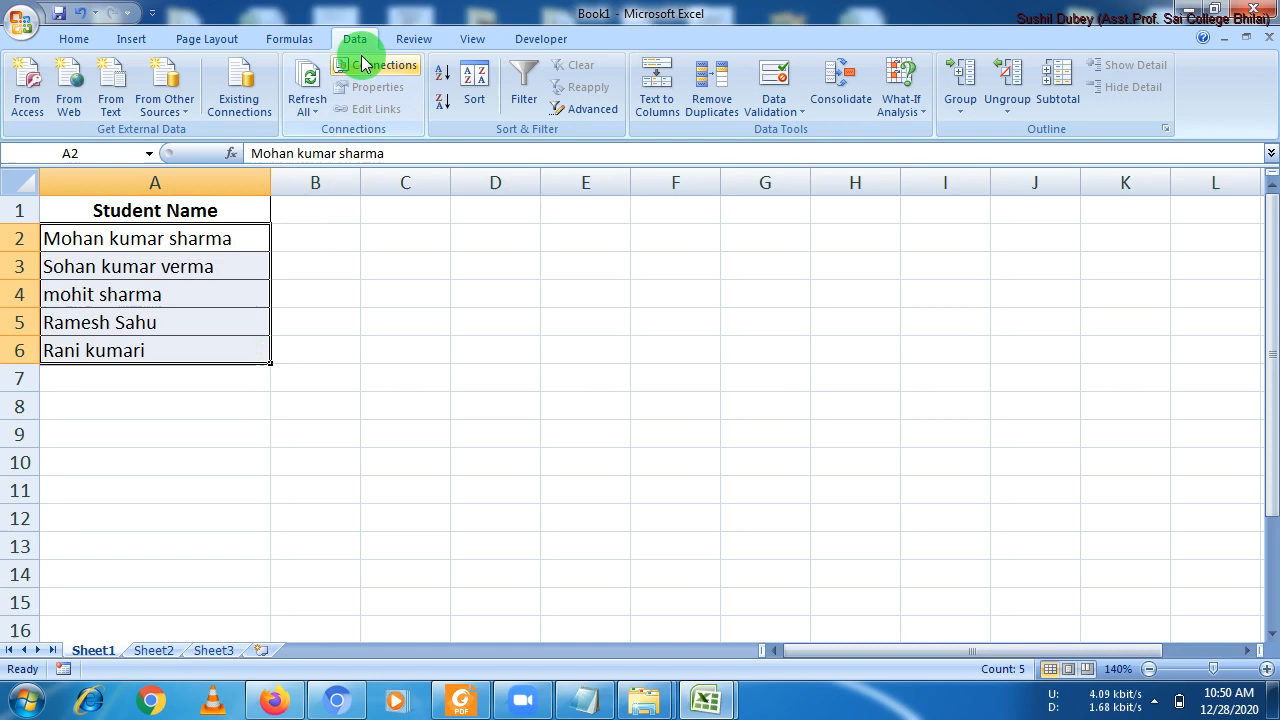 Book1 - Microsoft Excel
Sushil Dubey (Asst.Prof. Sai College Bhilai)
Home Insert Page Layout Formulas Data Review View Developer
From Access
From Web
From Text
From Other Sources
Existing Connections
Get External Data
Refresh All
Connections
Properties
Edit Links
Connections
Sort
Filter
Clear
Reapply
Advanced
Sort & Filter
Text to Columns
Remove Duplicates
Data Validation
Consolidate
What-If Analysis
Data Tools
Group
Ungroup
Subtotal
Show Detail
Hide Detail
Outline
A2 fx Mohan kumar sharma
A B C D E F G H I J K L
1 Student Name
2 Mohan kumar sharma
3 Sohan kumar verma
4 mohit sharma
5 Ramesh Sahu
6 Rani kumari
7
8
9
10
11
12
13
14
15
16
Sheet1 Sheet2 Sheet3
Ready Count: 5 140%
PDF
U: 4.09 kbit/s
D: 1.68 kbit/s
10:50 AM
12/28/2020